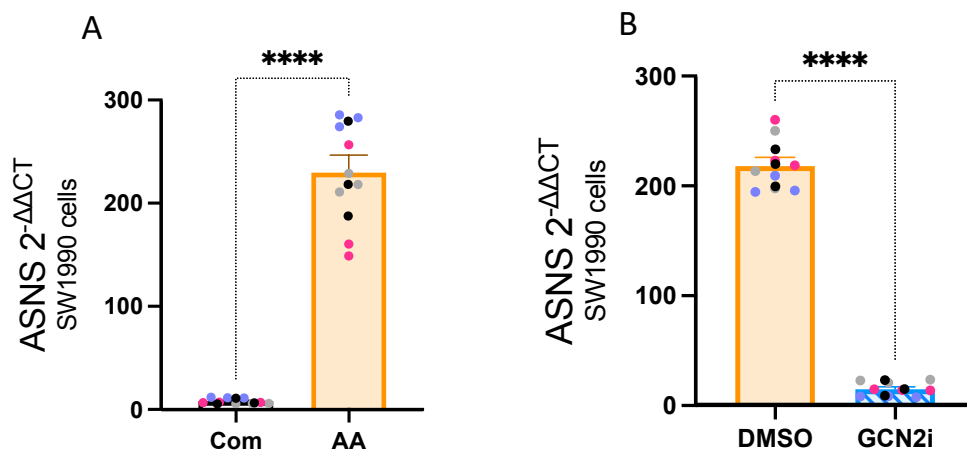 A
****
300
200
100
0
ASNS 2-ΔΔCT
SW1990 cells
Com
AA
B
****
300
200
100
0
ASNS 2-ΔΔCT
SW1990 cells
DMSO
GCN2i